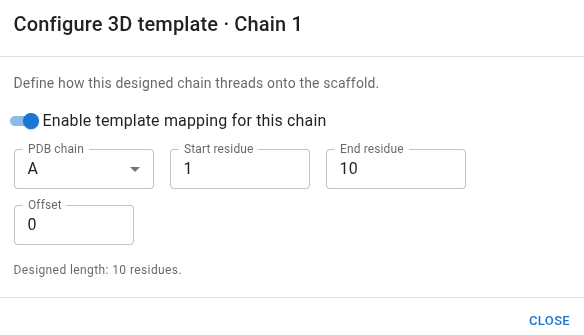 Configure 3D template · Chain 1
Define how this designed chain threads onto the scaffold.
Enable template mapping for this chain
PDB chain Start residue End residue
A 1 10
Offset
0
Designed length: 10 residues.
CLOSE